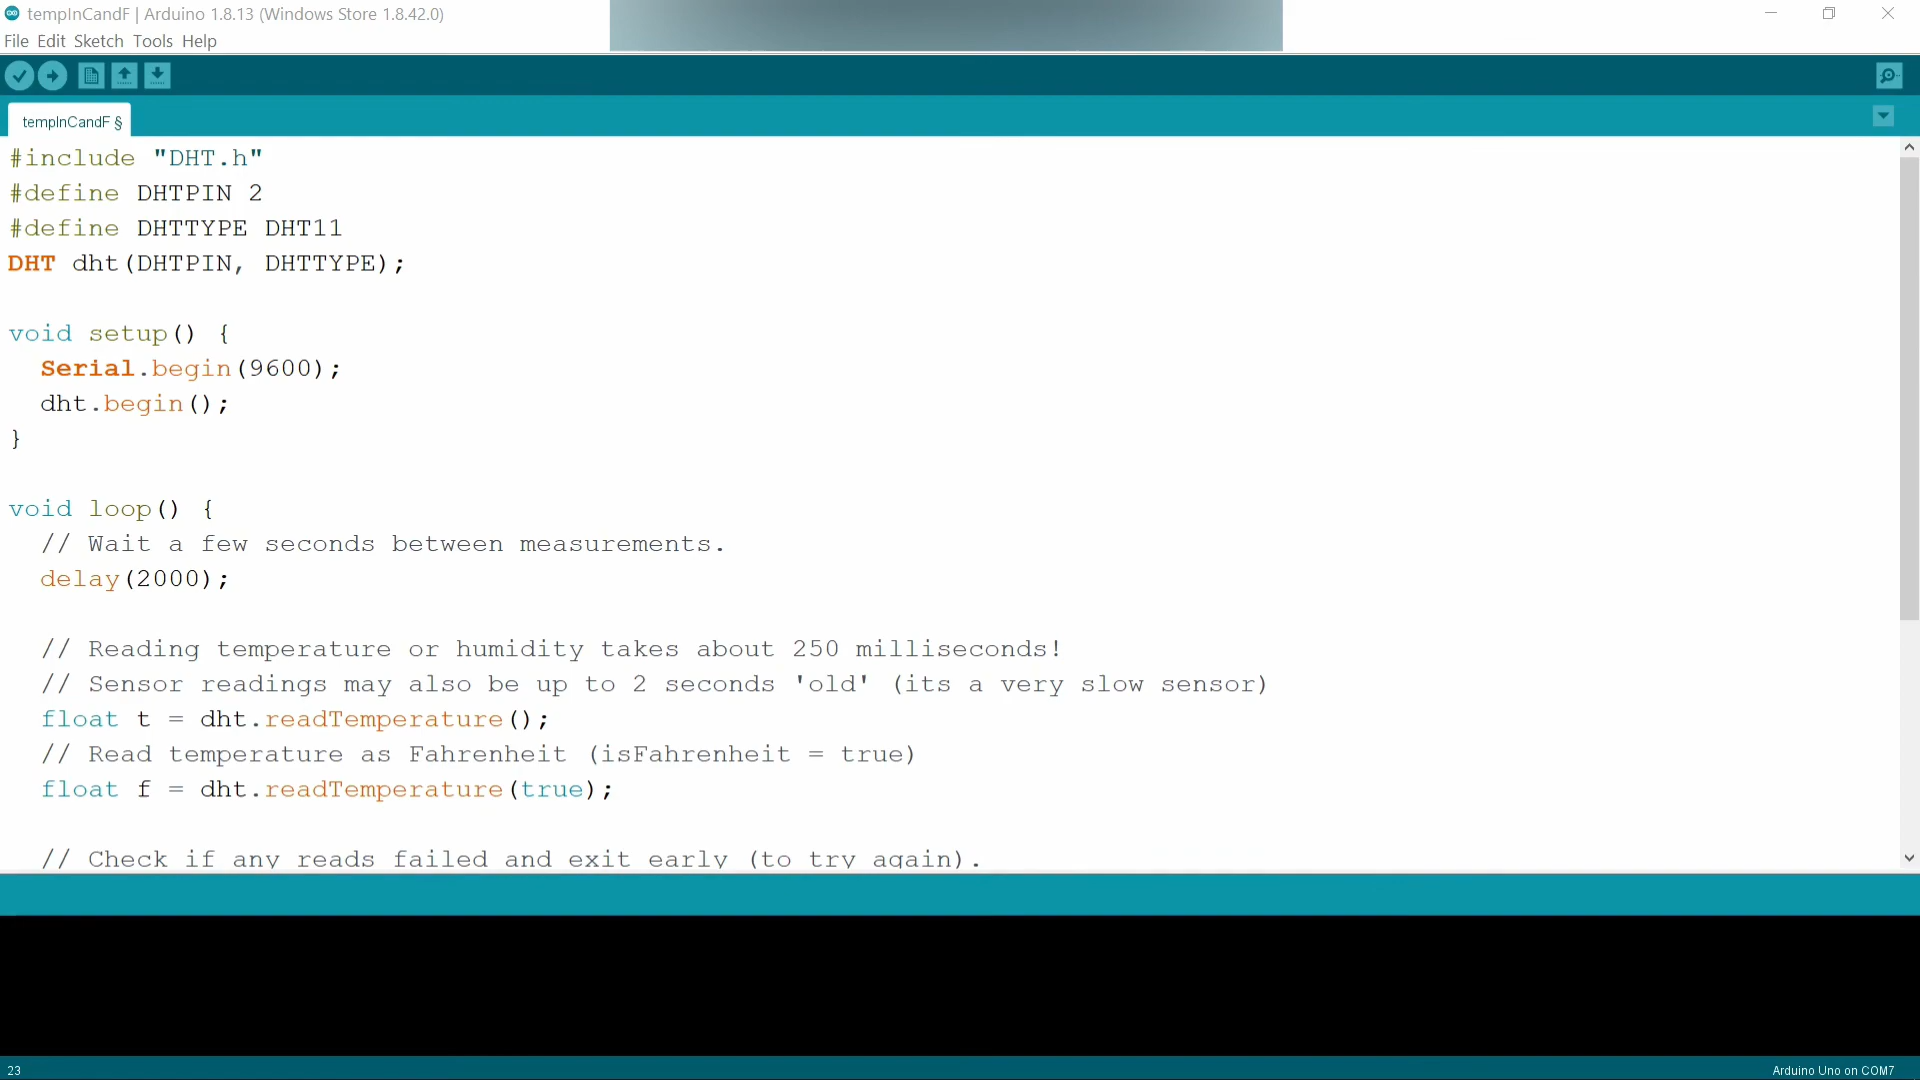 tempInCandF | Arduino 1.8.13 (Windows Store 1.8.42.0)
File Edit Sketch Tools Help
tempInCandF §
#include "DHT.h"
#define DHTPIN 2
#define DHTTYPE DHT11
DHT dht(DHTPIN, DHTTYPE);
void setup() {
Serial.begin(9600);
dht.begin();
}
void loop() {
// Wait a few seconds between measurements.
delay(2000);
// Reading temperature or humidity takes about 250 milliseconds!
// Sensor readings may also be up to 2 seconds 'old' (its a very slow sensor)
float t = dht.readTemperature();
// Read temperature as Fahrenheit (isFahrenheit = true)
float f = dht.readTemperature(true);
// Check if any reads failed and exit early (to try again).
23
Arduino Uno on COM7